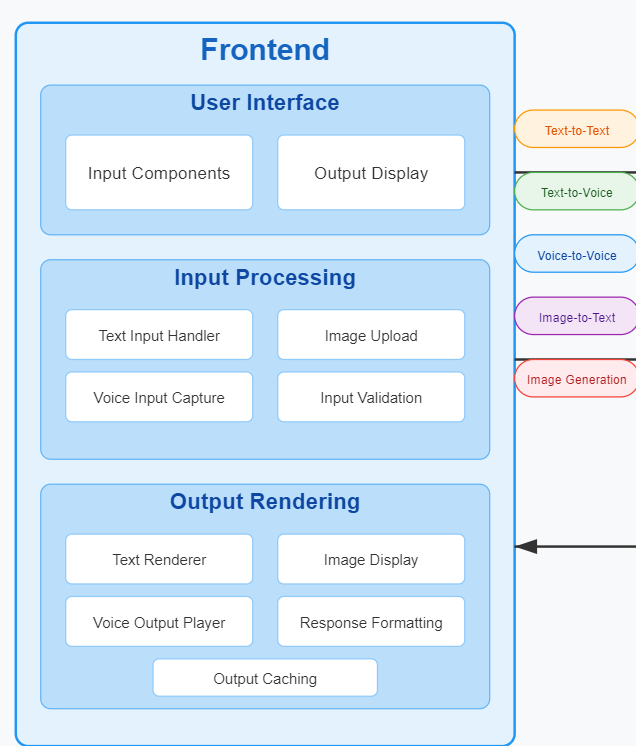 Frontend
User Interface
Input Components
Output Display
Input Processing
Text Input Handler
Image Upload
Voice Input Capture
Input Validation
Output Rendering
Text Renderer
Image Display
Voice Output Player
Response Formatting
Output Caching
Text-to-Text
Text-to-Voice
Voice-to-Voice
Image-to-Text
Image Generation